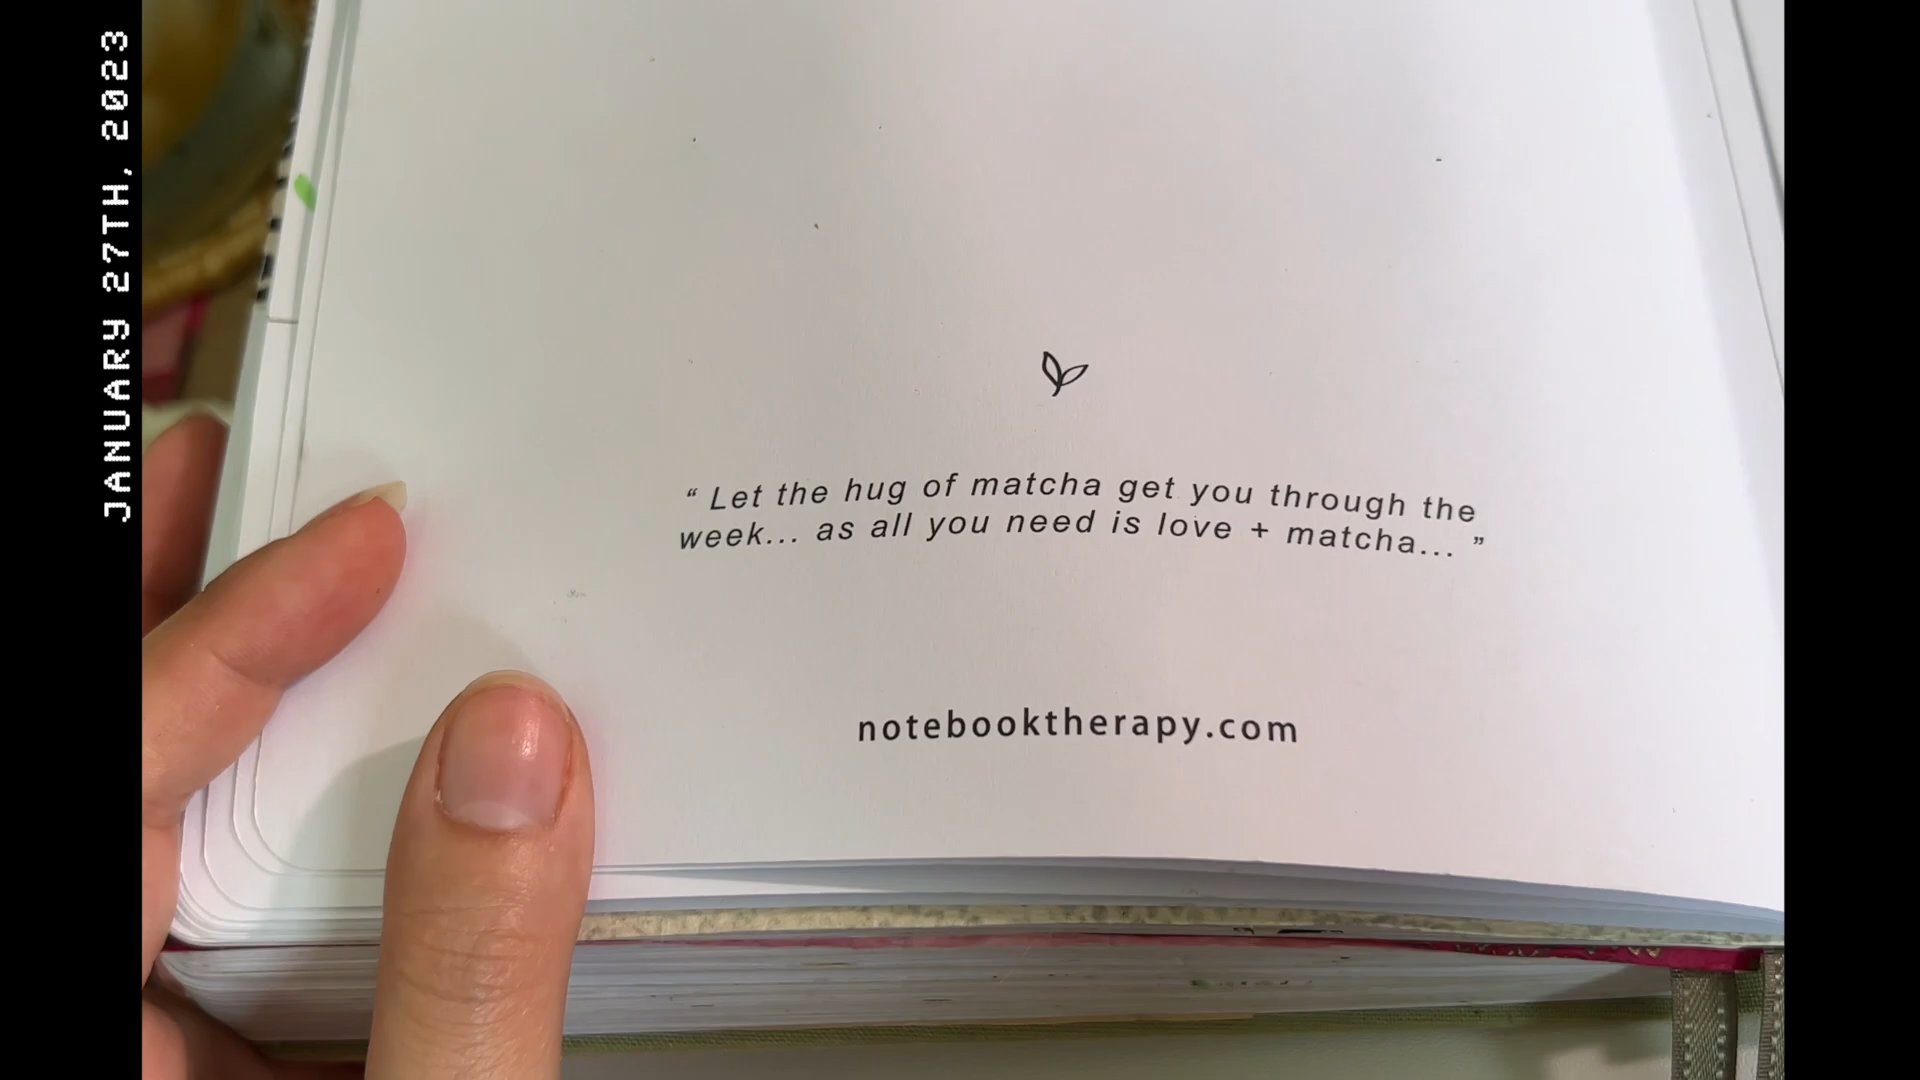 JANUARY 27TH, 2023
“ Let the hug of matcha get you through the
week... as all you need is love + matcha... ”
notebooktherapy.com